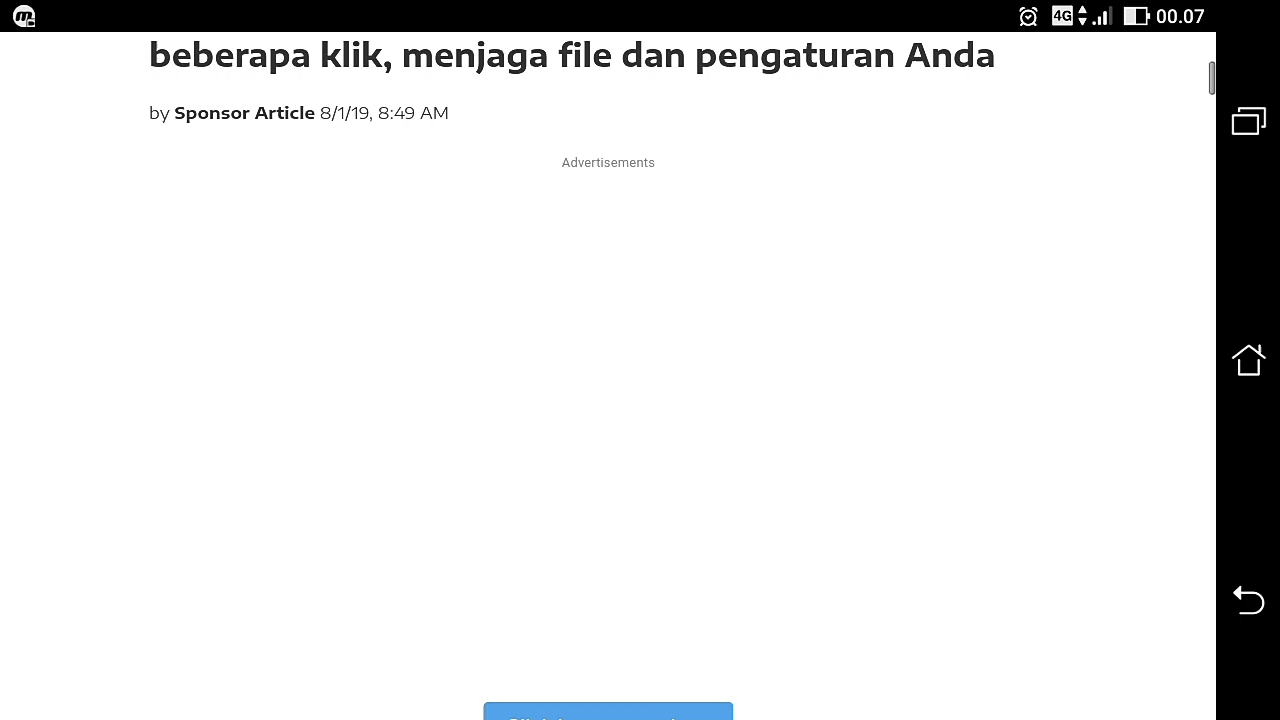 4G 00.07
beberapa klik, menjaga file dan pengaturan Anda
by Sponsor Article 8/1/19, 8:49 AM
Advertisements